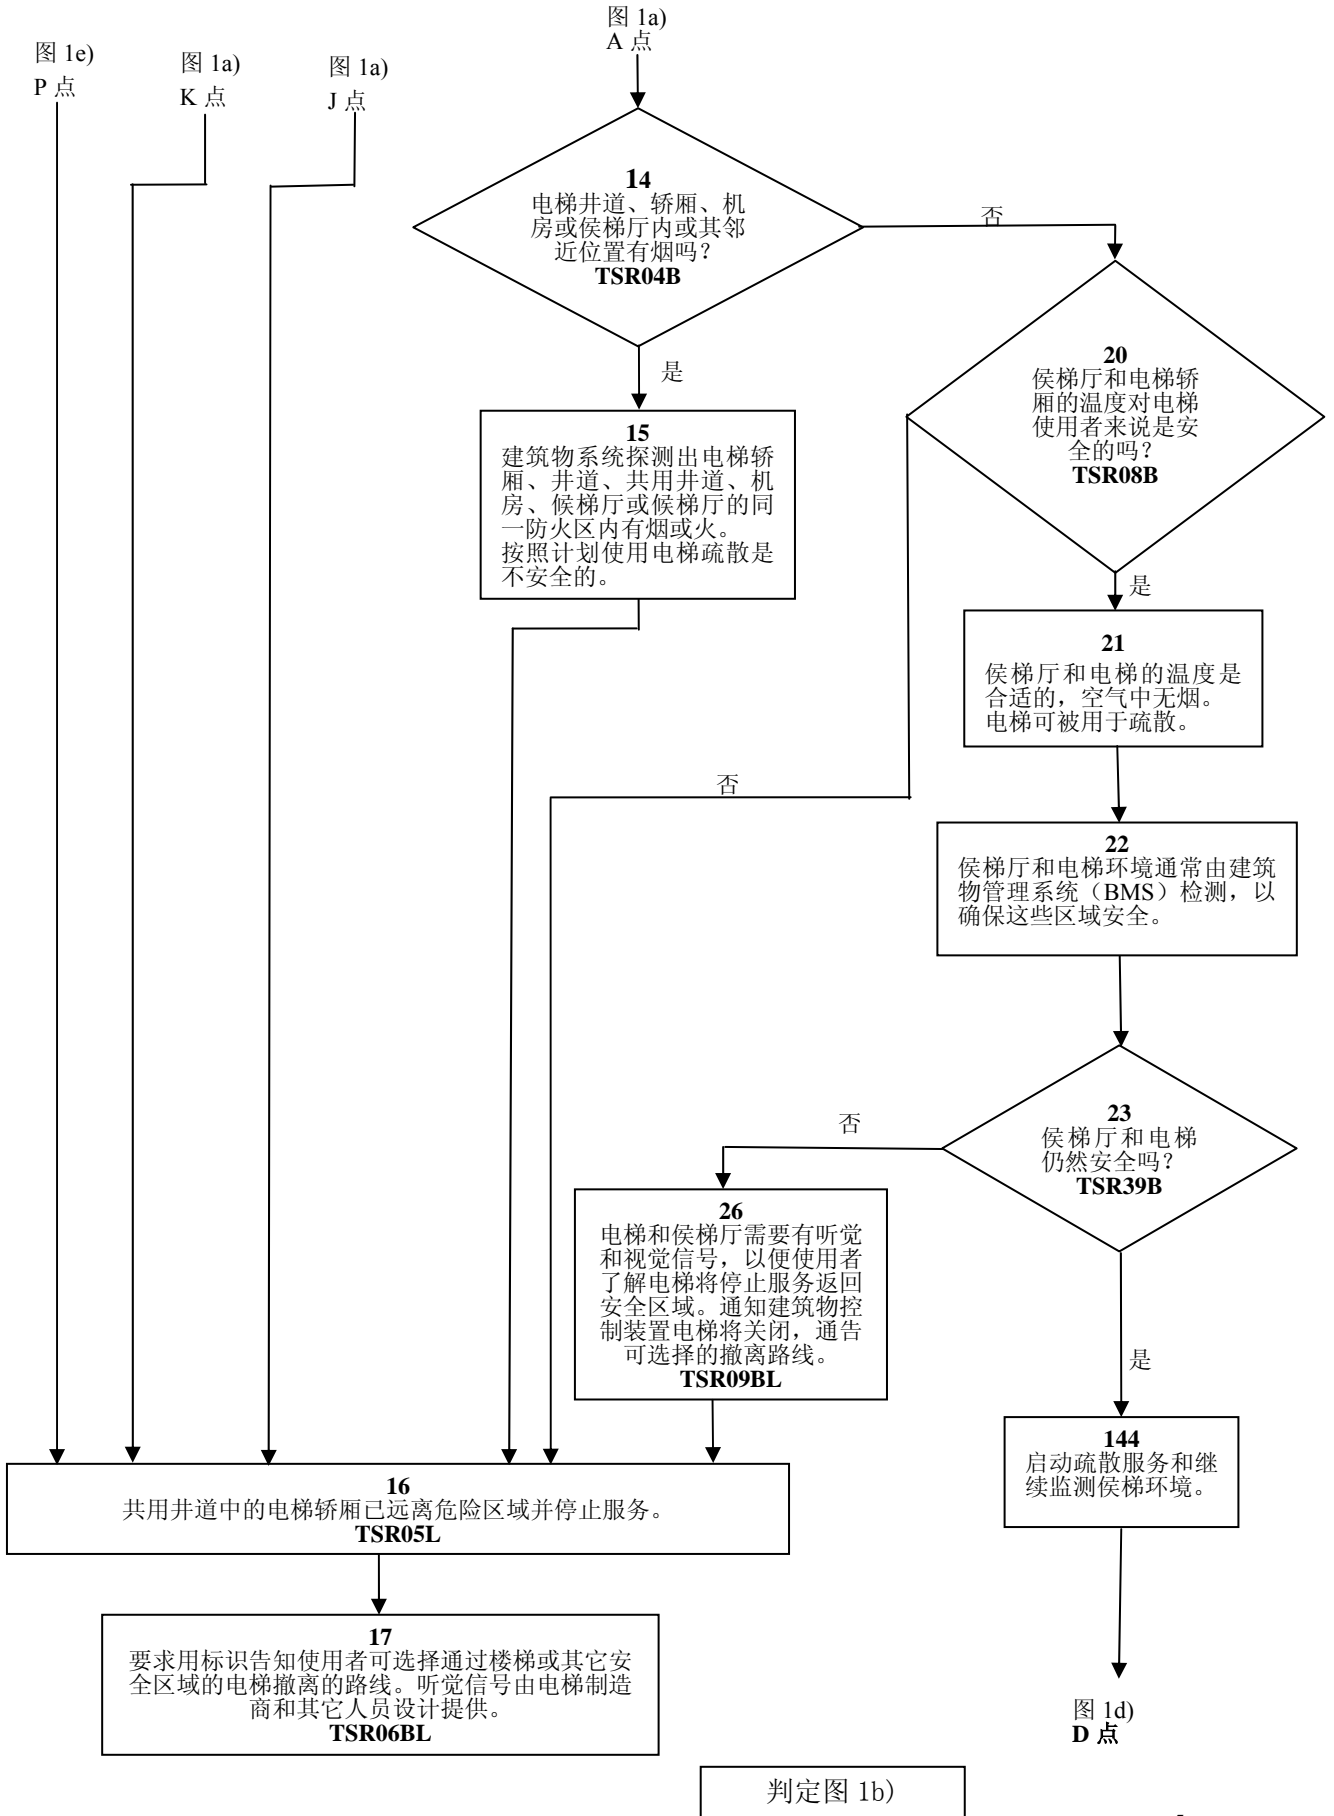 图 1e)
P 点
图 1a)
K 点
图 1a)
J 点
图 1a)
A 点
14
电梯井道、轿厢、机
房或侯梯厅内或其邻
近位置有烟吗？
TSR04B
否
是
20
侯梯厅和电梯轿
厢的温度对电梯
使用者来说是安
全的吗？
TSR08B
15
建筑物系统探测出电梯轿
厢、井道、共用井道、机
房、候梯厅或候梯厅的同
一防火区内有烟或火。
按照计划使用电梯疏散是
不安全的。
是
21
侯梯厅和电梯的温度是
合适的，空气中无烟。
电梯可被用于疏散。
否
22
侯梯厅和电梯环境通常由建筑
物管理系统（BMS）检测，以
确保这些区域安全。
23
侯梯厅和电梯
仍然安全吗？
TSR39B
否
26
电梯和侯梯厅需要有听觉
和视觉信号，以便使用者
了解电梯将停止服务返回
安全区域。通知建筑物控
制装置电梯将关闭，通告
可选择的撤离路线。
TSR09BL
是
144
启动疏散服务和继
续监测侯梯环境。
16
共用井道中的电梯轿厢已远离危险区域并停止服务。
TSR05L
17
要求用标识告知使用者可选择通过楼梯或其它安
全区域的电梯撤离的路线。听觉信号由电梯制造
商和其它人员设计提供。
TSR06BL
图 1d)
D 点
判定图 1b)